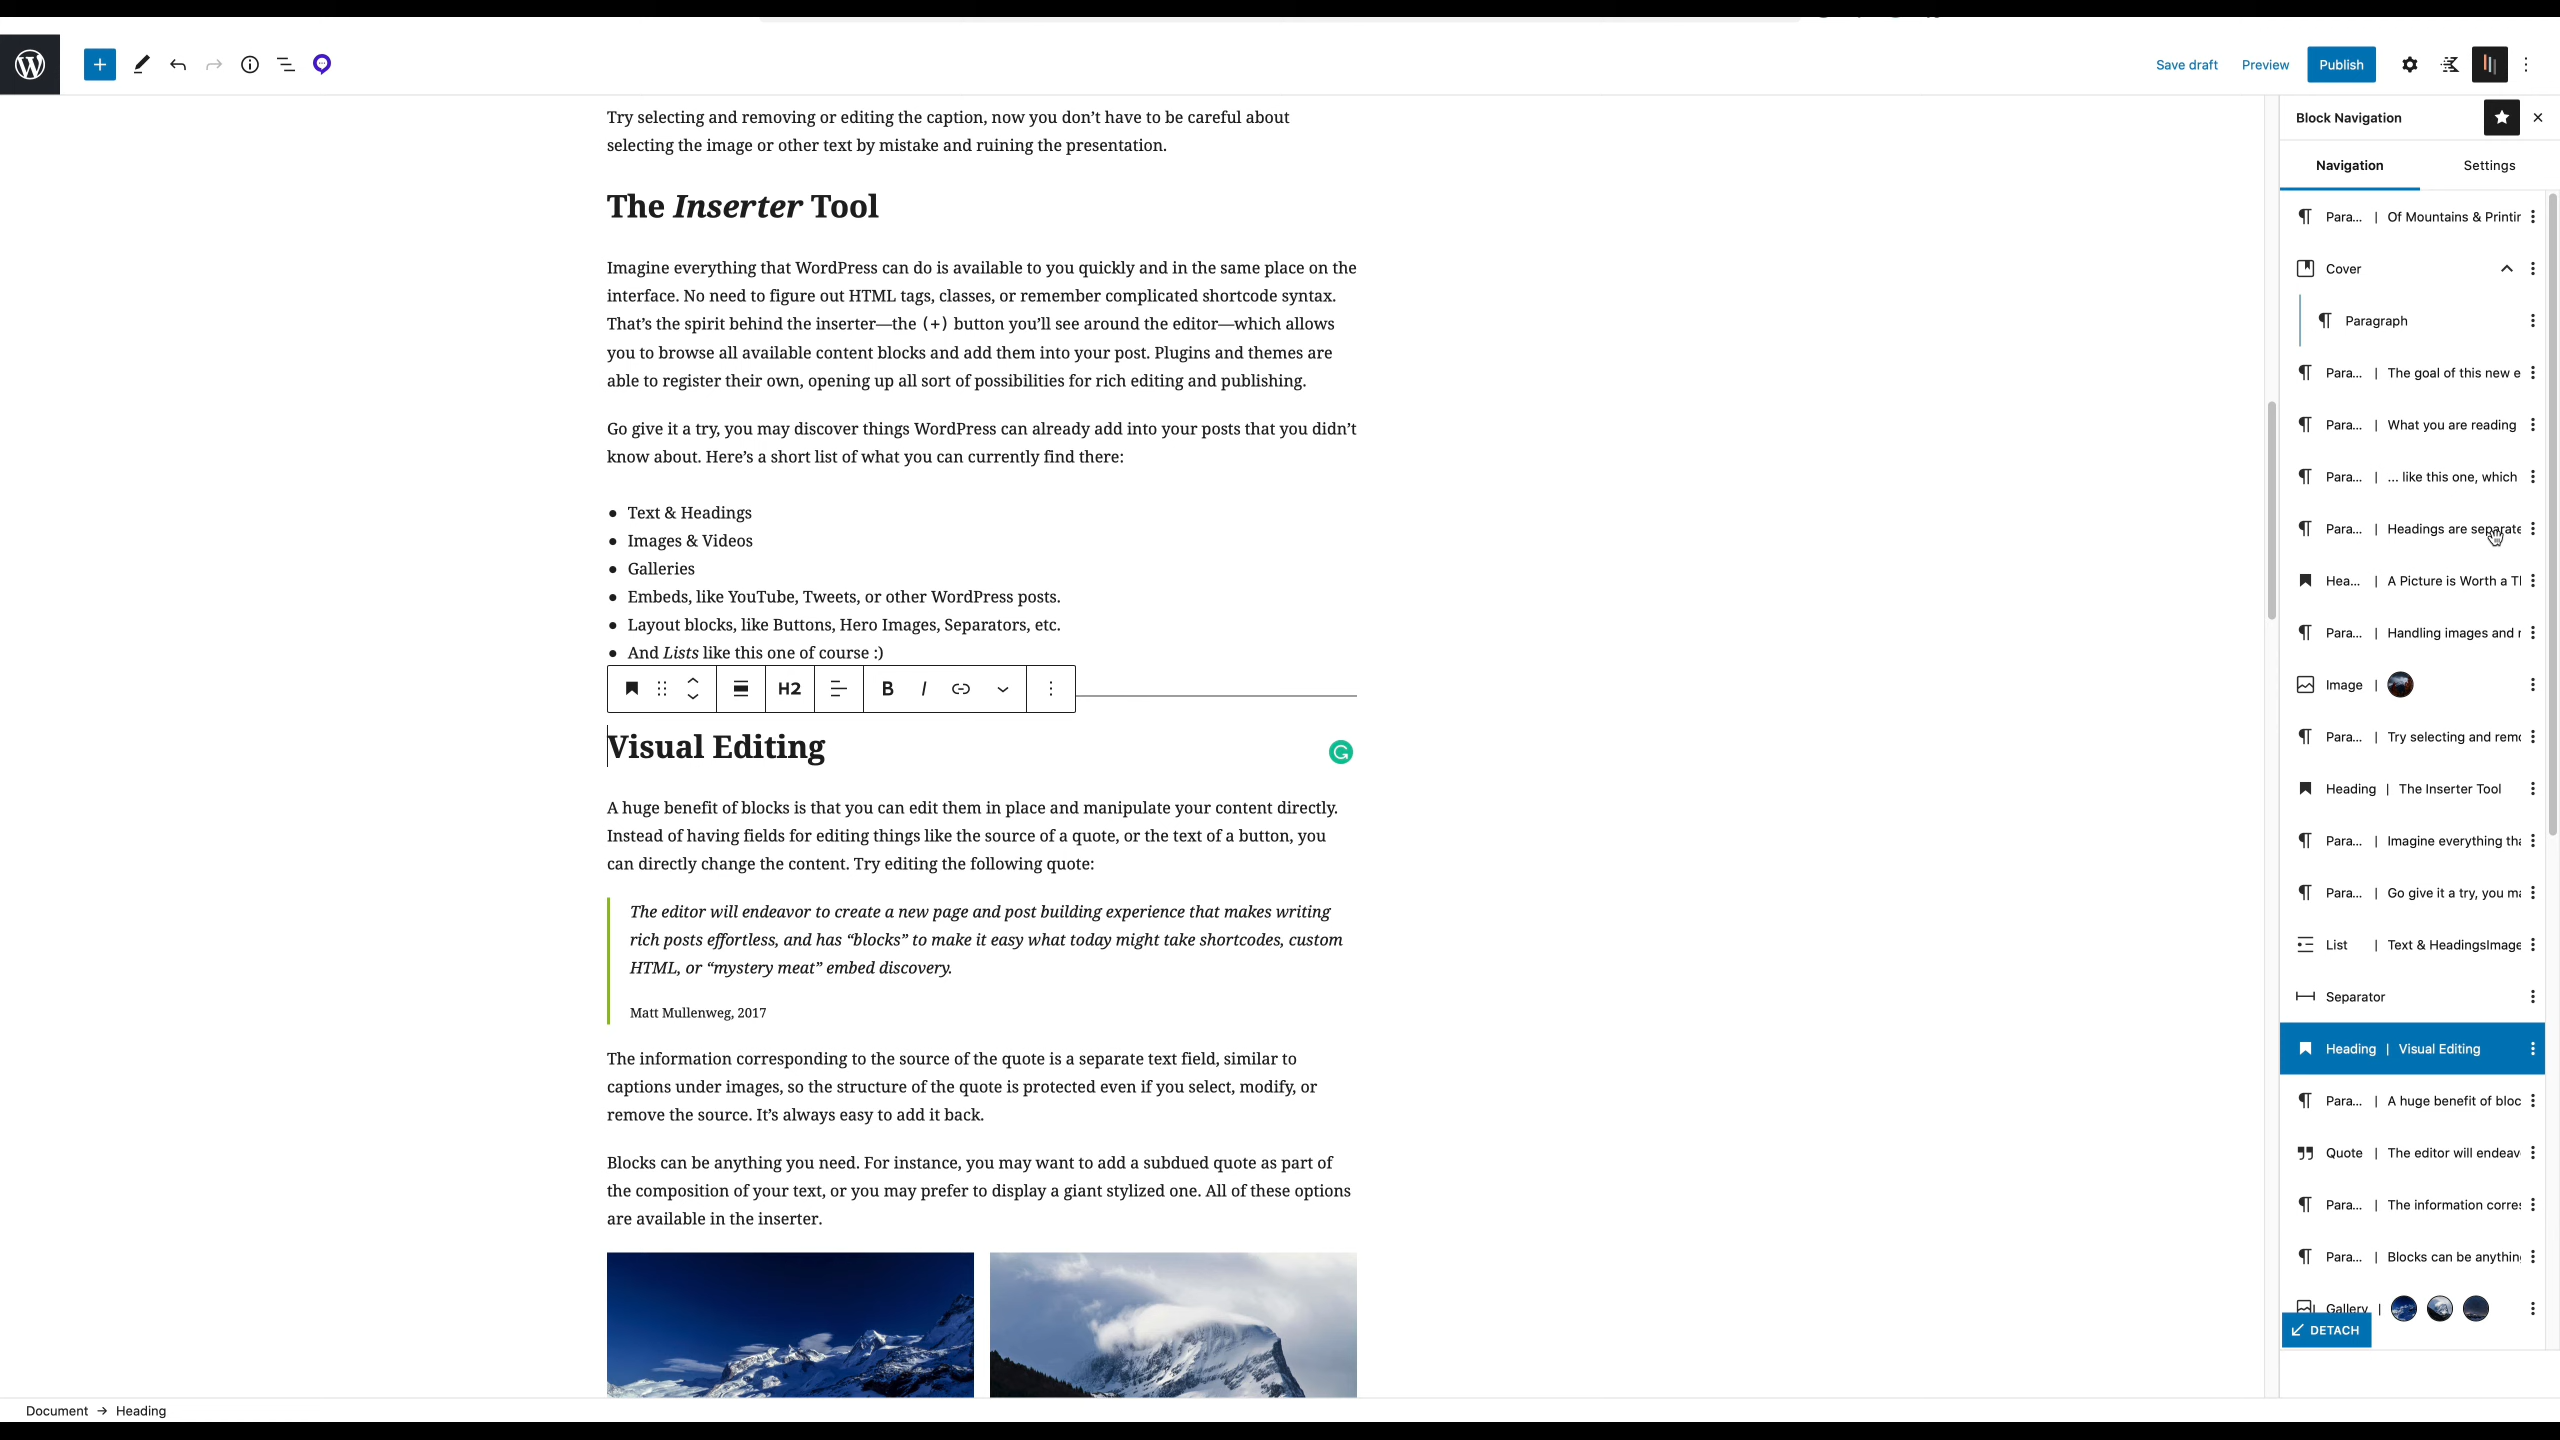 Save draft Preview Publish
Try selecting and removing or editing the caption, now you don’t have to be careful about
selecting the image or other text by mistake and ruining the presentation.
The Inserter Tool
Imagine everything that WordPress can do is available to you quickly and in the same place on the
interface. No need to figure out HTML tags, classes, or remember complicated shortcode syntax.
That’s the spirit behind the inserter—the (+) button you’ll see around the editor—which allows
you to browse all available content blocks and add them into your post. Plugins and themes are
able to register their own, opening up all sort of possibilities for rich editing and publishing.
Go give it a try, you may discover things WordPress can already add into your posts that you didn’t
know about. Here’s a short list of what you can currently find there:
● Text & Headings
● Images & Videos
● Galleries
● Embeds, like YouTube, Tweets, or other WordPress posts.
● Layout blocks, like Buttons, Hero Images, Separators, etc.
● And Lists like this one of course :)
H2 B I
Visual Editing
A huge benefit of blocks is that you can edit them in place and manipulate your content directly.
Instead of having fields for editing things like the source of a quote, or the text of a button, you
can directly change the content. Try editing the following quote:
The editor will endeavor to create a new page and post building experience that makes writing
rich posts effortless, and has “blocks” to make it easy what today might take shortcodes, custom
HTML, or “mystery meat” embed discovery.
Matt Mullenweg, 2017
The information corresponding to the source of the quote is a separate text field, similar to
captions under images, so the structure of the quote is protected even if you select, modify, or
remove the source. It’s always easy to add it back.
Blocks can be anything you need. For instance, you may want to add a subdued quote as part of
the composition of your text, or you may prefer to display a giant stylized one. All of these options
are available in the inserter.
Block Navigation
Navigation Settings
Para... | Of Mountains & Printin
Cover
Paragraph
Para... | The goal of this new e
Para... | What you are reading
Para... | ... like this one, which
Para... | Headings are separate
Hea... | A Picture is Worth a T
Para... | Handling images and
Image |
Para... | Try selecting and rem
Heading | The Inserter Tool
Para... | Imagine everything tha
Para... | Go give it a try, you ma
List | Text & HeadingsImage
Separator
Heading | Visual Editing
Para... | A huge benefit of bloc
Quote | The editor will endeav
Para... | The information corres
Para... | Blocks can be anythin
Gallery |
DETACH
Document → Heading